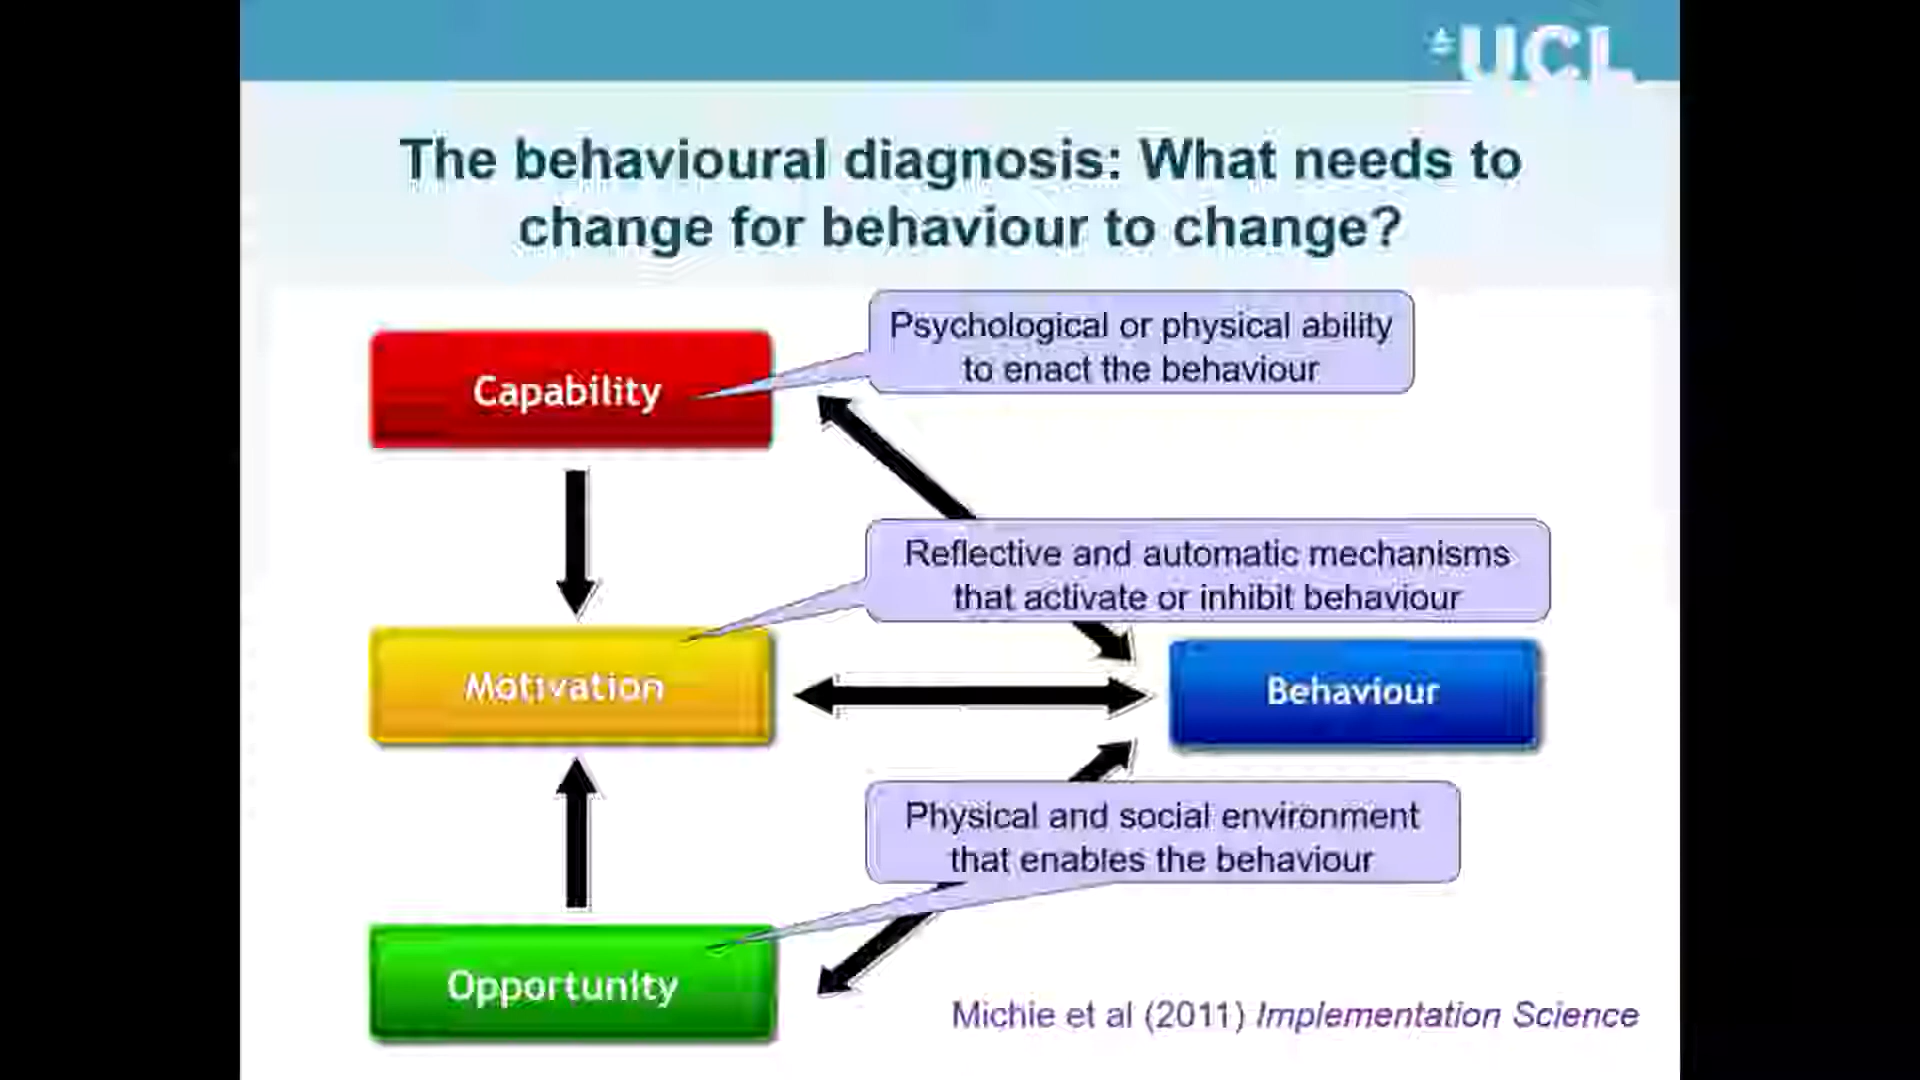 UCL
The behavioural diagnosis: What needs to
change for behaviour to change?
Psychological or physical ability
to enact the behaviour
Capability
Reflective and automatic mechanisms
that activate or inhibit behaviour
Motivation
Behaviour
Physical and social environment
that enables the behaviour
Opportunity
Michie et al (2011) Implementation Science